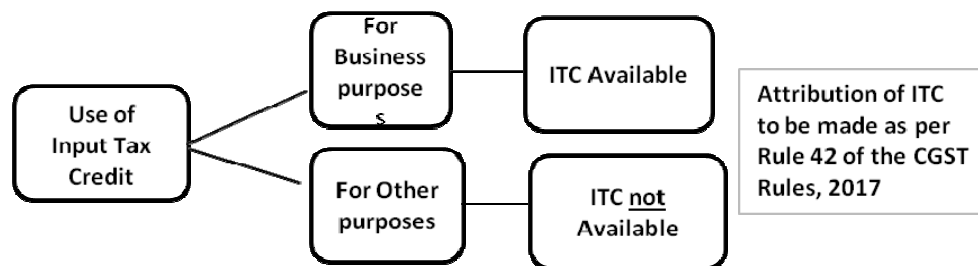 Use of
Input Tax
Credit
For
Business
purpose
s
ITC Available
For Other
purposes
ITC not
Available
Attribution of ITC
to be made as per
Rule 42 of the CGST
Rules, 2017